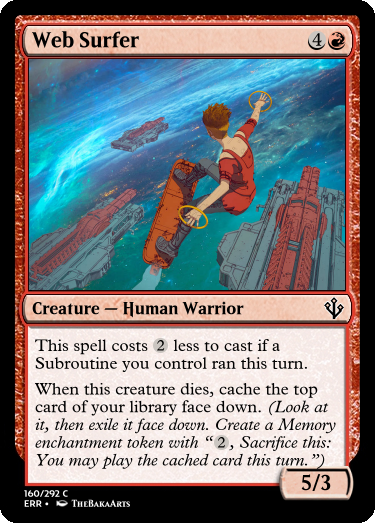 Web Surfer 4
Creature — Human Warrior
This spell costs 2 less to cast if a
Subroutine you control ran this turn.
When this creature dies, cache the top
card of your library face down. (Look at
it, then exile it face down. Create a Memory
enchantment token with “2, Sacrifice this:
You may play the cached card this turn.”)
5/3
160/292 C
ERR • TheBakaArts